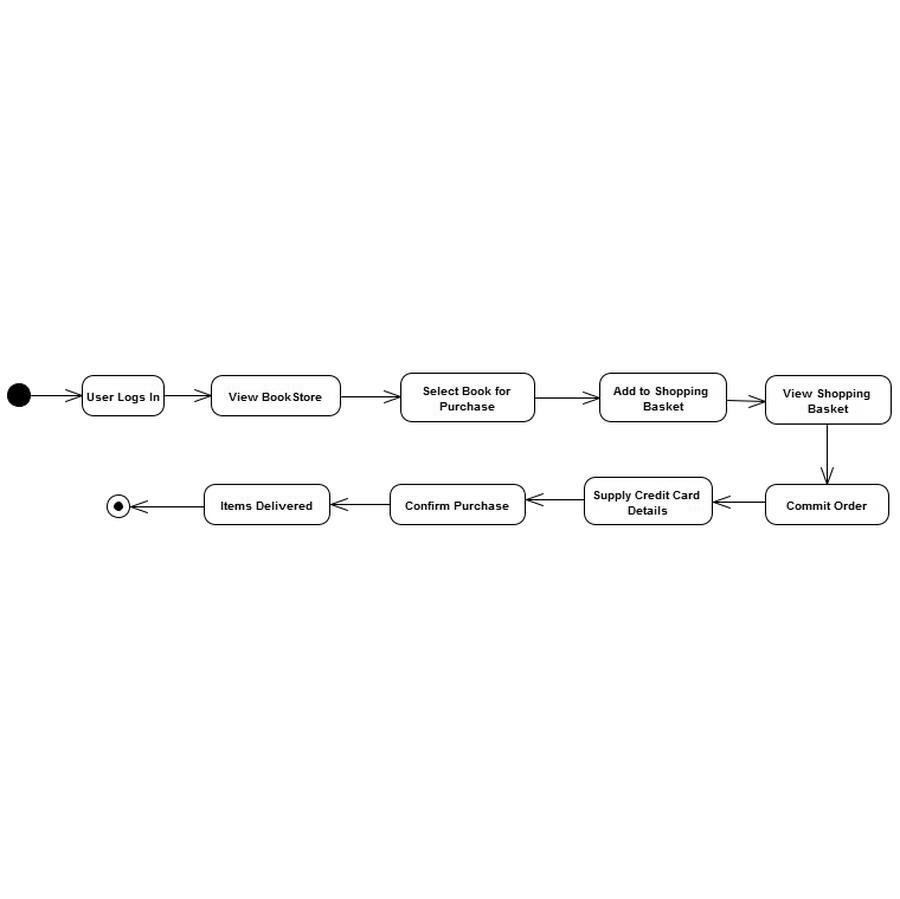 User Logs In
View BookStore
Select Book for
Purchase
Add to Shopping
Basket
View Shopping
Basket
Items Delivered
Confirm Purchase
Supply Credit Card
Details
Commit Order